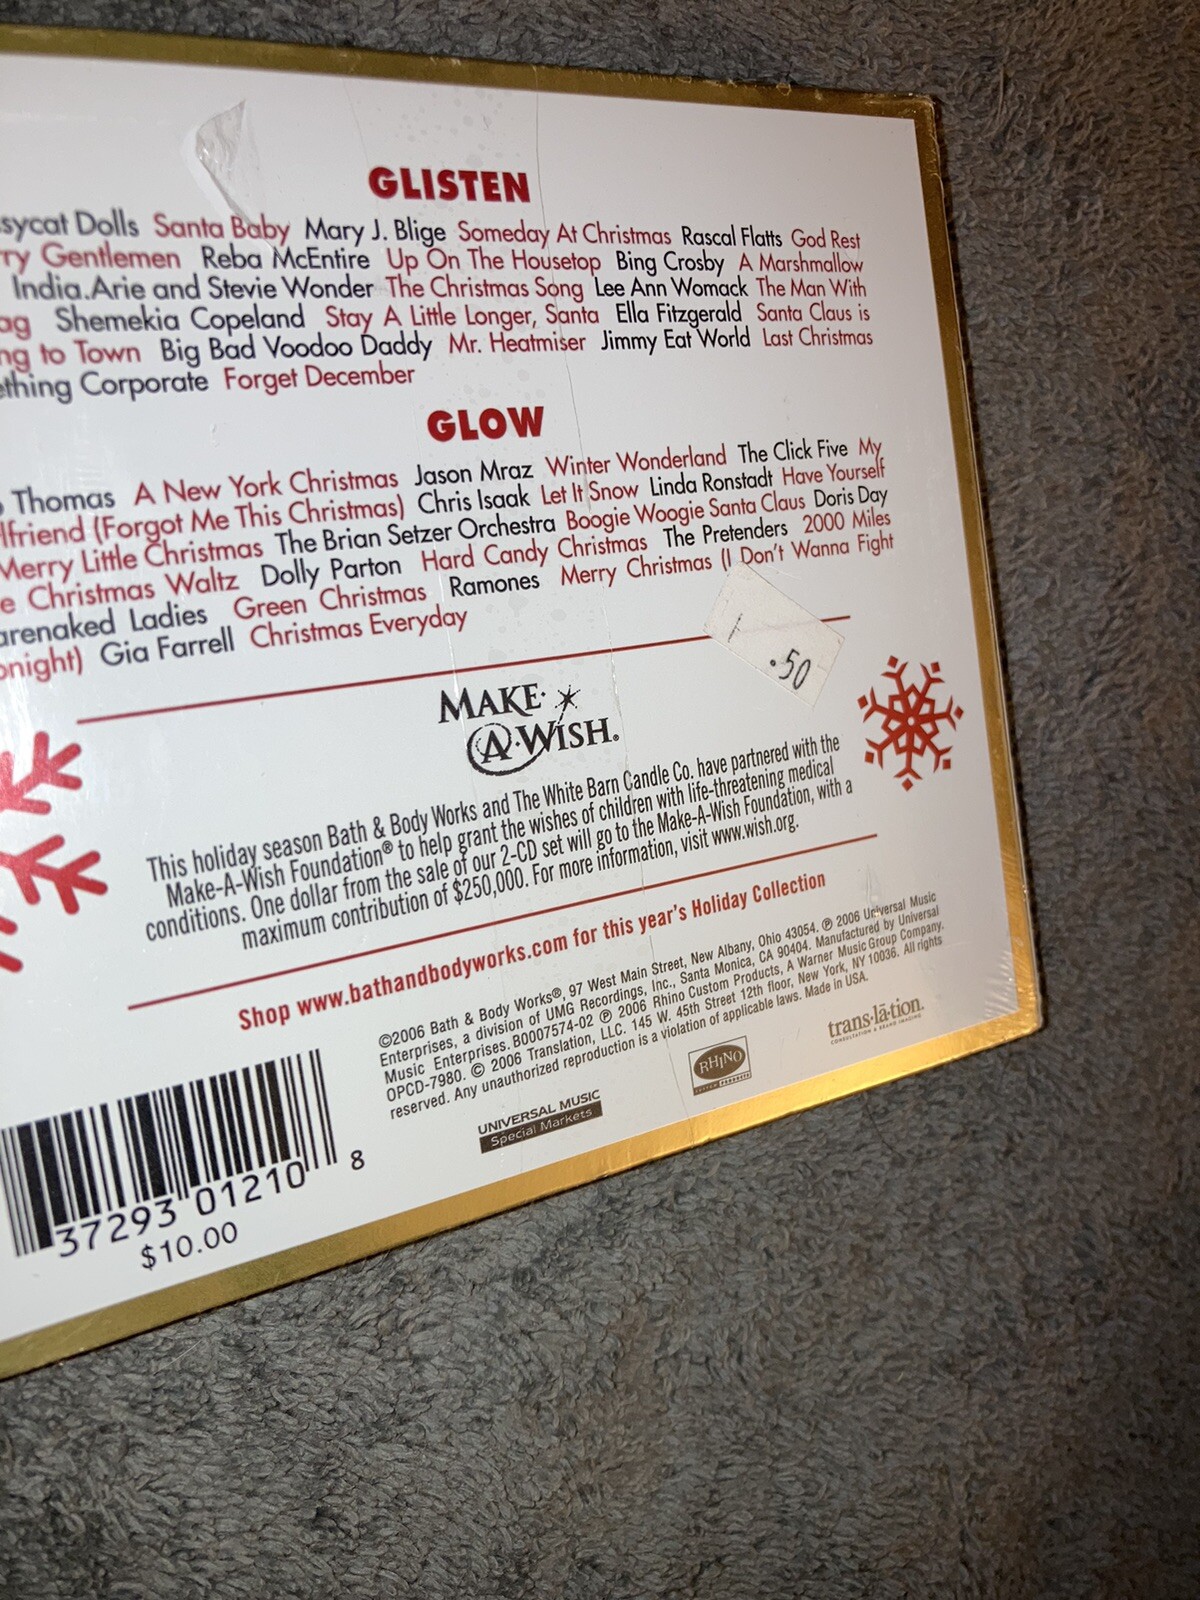 GLISTEN
sycat Dolls Santa Baby Mary J. Blige Someday At Christmas Rascal Flatts God Rest
ry Gentlemen Reba McEntire Up On The Housetop Bing Crosby A Marshmallow
India.Arie and Stevie Wonder The Christmas Song Lee Ann Womack The Man With
ag Shemekia Copeland Stay A Little Longer, Santa Ella Fitzgerald Santa Claus is
ng to Town Big Bad Voodoo Daddy Mr. Heatmiser Jimmy Eat World Last Christmas
ething Corporate Forget December
GLOW
Thomas A New York Christmas Jason Mraz Winter Wonderland The Click Five My
lfriend (Forgot Me This Christmas) Chris Isaak Let It Snow Linda Ronstadt Have Yourself
Merry Little Christmas The Brian Setzer Orchestra Boogie Woogie Santa Claus Doris Day
e Christmas Waltz Dolly Parton Hard Candy Christmas The Pretenders 2000 Miles
arenaked Ladies Green Christmas Ramones Merry Christmas (I Don't Wanna Fight
onight) Gia Farrell Christmas Everyday
.50
MAKE·
A·WISH®
This holiday season Bath & Body Works and The White Barn Candle Co. have partnered with the
Make-A-Wish Foundation® to help grant the wishes of children with life-threatening medical
conditions. One dollar from the sale of our 2-CD set will go to the Make-A-Wish Foundation, with a
maximum contribution of $250,000. For more information, visit www.wish.org.
Shop www.bathandbodyworks.com for this year's Holiday Collection
©2006 Bath & Body Works®, 97 West Main Street, New Albany, Ohio 43054. ℗ 2006 Universal Music
Enterprises, a division of UMG Recordings, Inc., Santa Monica, CA 90404. Manufactured by Universal
Music Enterprises. B0007574-02 ℗ 2006 Rhino Custom Products, A Warner Music Group Company.
OPCD-7980. © 2006 Translation, LLC. 145 W. 45th Street 12th floor, New York, NY 10036. All rights
reserved. Any unauthorized reproduction is a violation of applicable laws. Made in USA.
UNIVERSAL MUSIC
Special Markets
RHINO
CUSTOM PRODUCTS
trans·lā·tion.
CONSULTATION & BRAND IMAGING
37293 01210 8
$10.00